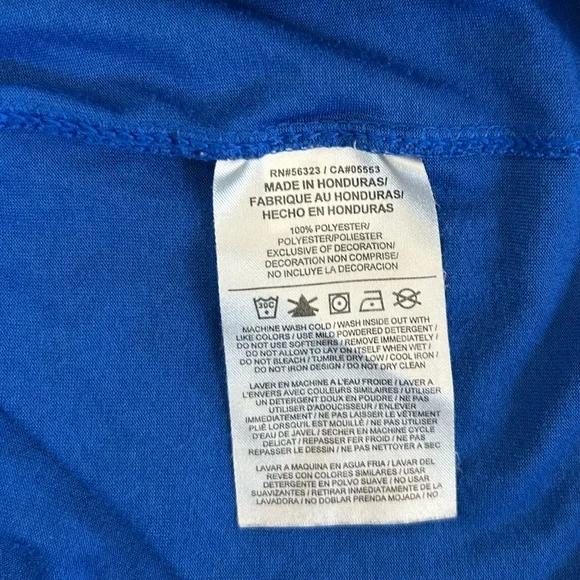 RN#56323 / CA#05553
MADE IN HONDURAS/
FABRIQUE AU HONDURAS/
HECHO EN HONDURAS
100% POLYESTER/
POLYESTER/POLIESTER
EXCLUSIVE OF DECORATION/
DECORATION NON COMPRISE/
NO INCLUYE LA DECORACION
30C
MACHINE WASH COLD / WASH INSIDE OUT WITH
LIKE COLORS / USE MILD POWDERED DETERGENT /
DO NOT USE SOFTENERS / REMOVE IMMEDIATELY /
DO NOT ALLOW TO LAY ON ITSELF WHEN WET /
DO NOT BLEACH / TUMBLE DRY LOW / COOL IRON /
DO NOT IRON DESIGN / DO NOT DRY CLEAN
LAVER EN MACHINE A L'EAU FROIDE / LAVER A
L'ENVERS AVEC COULEURS SIMILAIRES / UTILISER
UN DETERGENT DOUX EN POUDRE / NE PAS
UTILISER D'ADOUCISSEUR / ENLEVER
IMMEDIATEMENT / NE PAS LAISSER LE VÊTEMENT
PLIÉ LORSQU'IL EST MOUILLÉ / NE PAS UTILISER
D'EAU DE JAVEL / SECHER EN MACHINE CYCLE
DELICAT / REPASSER FER FROID / NE PAS
REPASSER LE DESSIN / NE PAS NETTOYER A SEC
LAVAR A MAQUINA EN AGUA FRIA / LAVAR DEL
REVES CON COLORES SIMILARES / USAR
DETERGENTE EN POLVO SUAVE / NO USAR
SUAVIZANTES / RETIRAR INMEDIATAMENTE DE LA
LAVADORA / NO DOBLAR PRENDA MOJADA / NO